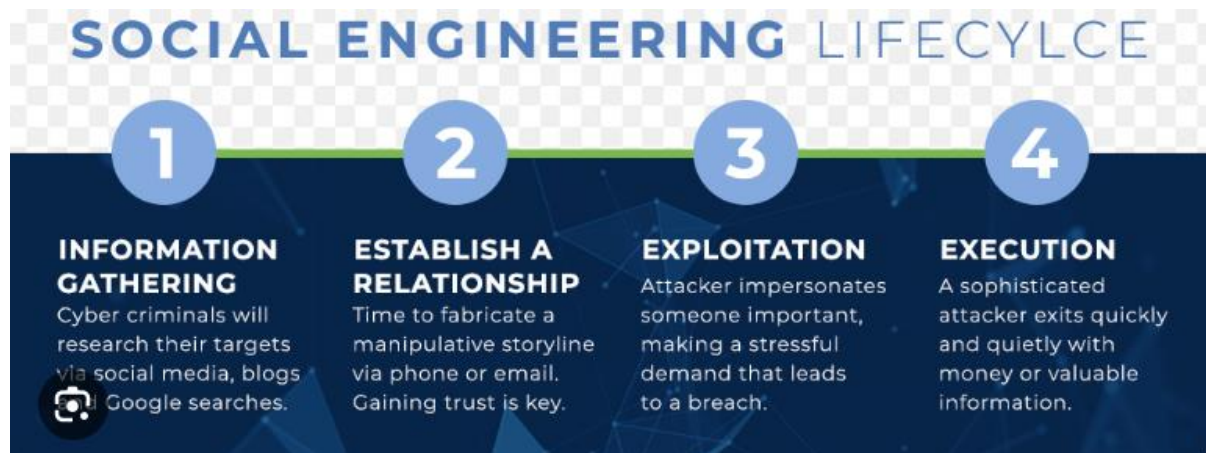 SOCIAL ENGINEERING LIFECYLCE
1
2
3
4
INFORMATION
GATHERING
Cyber criminals will
research their targets
via social media, blogs
Google searches.
ESTABLISH A
RELATIONSHIP
Time to fabricate a
manipulative storyline
via phone or email.
Gaining trust is key.
EXPLOITATION
Attacker impersonates
someone important,
making a stressful
demand that leads
to a breach.
EXECUTION
A sophisticated
attacker exits quickly
and quietly with
money or valuable
information.